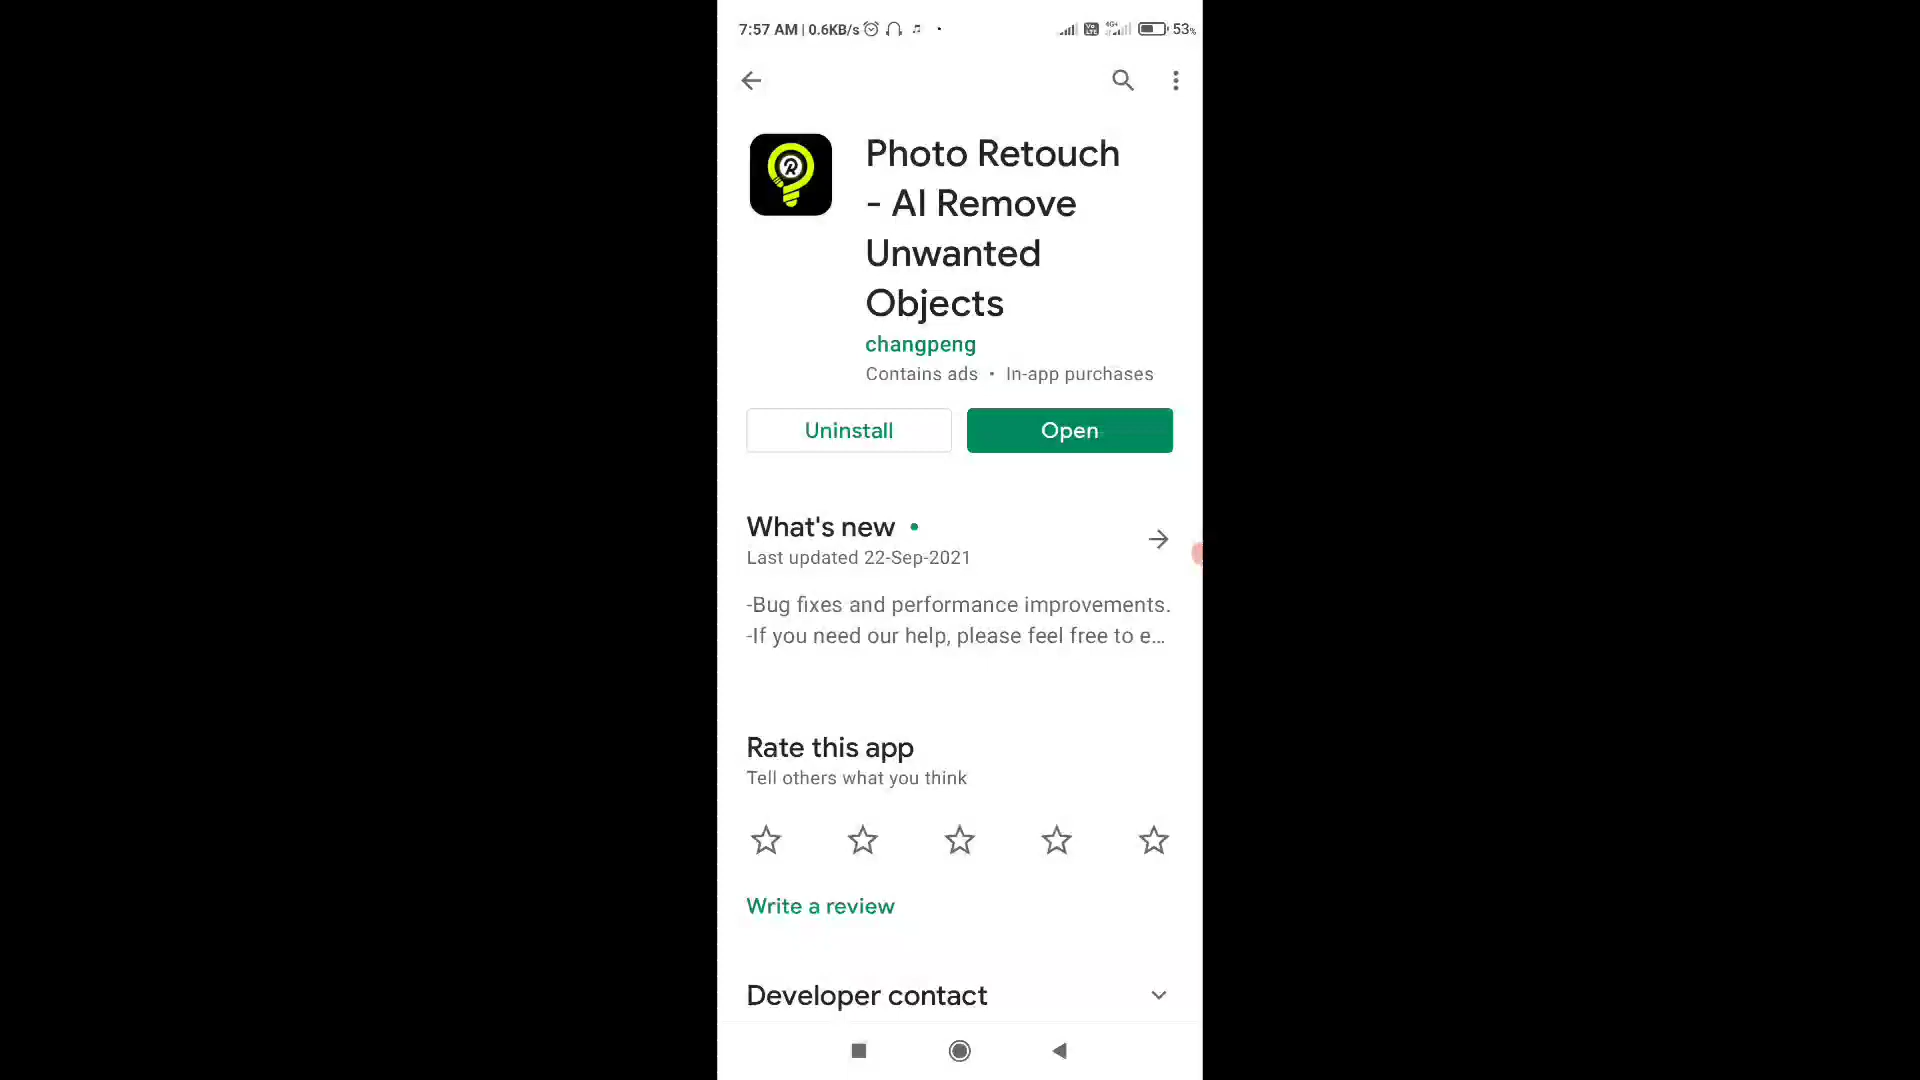 7:57 AM | 0.6KB/s 53%
Photo Retouch
- AI Remove
Unwanted
Objects
changpeng
Contains ads • In-app purchases
Uninstall Open
What's new •
Last updated 22-Sep-2021
-Bug fixes and performance improvements.
-If you need our help, please feel free to e...
Rate this app
Tell others what you think
Write a review
Developer contact